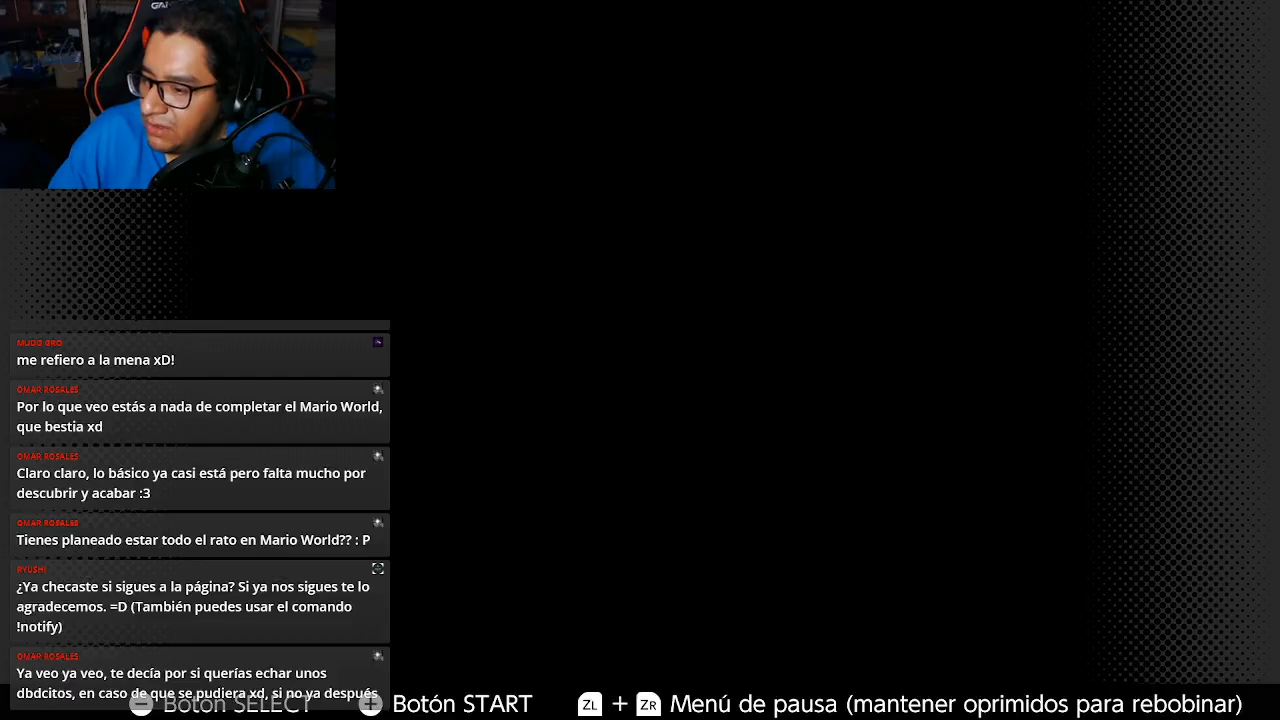 MUDO GRO
me refiero a la mena xD!
OMAR ROSALES
Por lo que veo estás a nada de completar el Mario World,
que bestia xd
OMAR ROSALES
Claro claro, lo básico ya casi está pero falta mucho por
descubrir y acabar :3
OMAR ROSALES
Tienes planeado estar todo el rato en Mario World?? : P
RYUSHI
¿Ya checaste si sigues a la página? Si ya nos sigues te lo
agradecemos. =D (También puedes usar el comando
!notify)
OMAR ROSALES
Ya veo ya veo, te decía por si querías echar unos
dbdcitos, en caso de que se pudiera xd, si no ya después
Botón SELECT
Botón START
ZL + ZR Menú de pausa (mantener oprimidos para rebobinar)